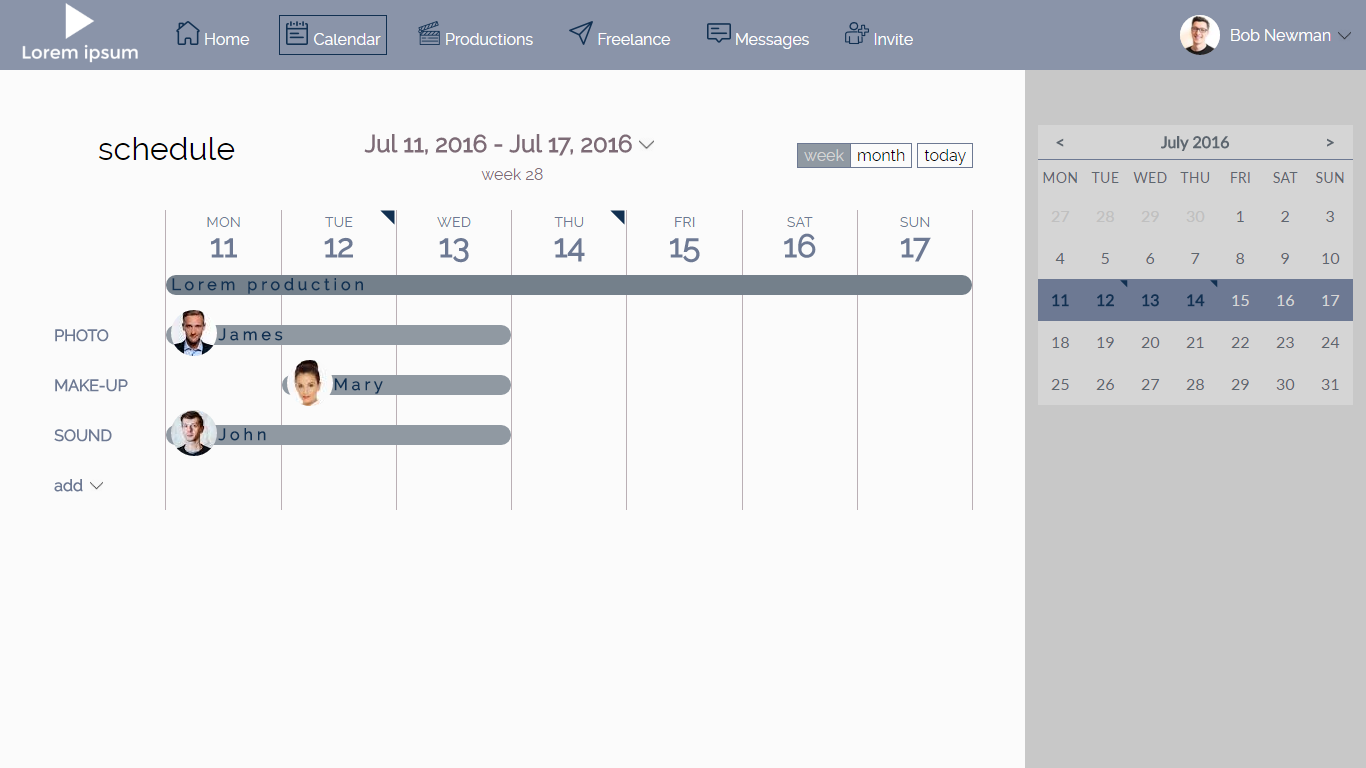 Lorem ipsum
Home
Calendar
Productions
Freelance
Messages
Invite
Bob Newman
schedule
Jul 11, 2016 - Jul 17, 2016
week 28
week month today
MON TUE WED THU FRI SAT SUN
11 12 13 14 15 16 17
Lorem production
PHOTO James
MAKE-UP Mary
SOUND John
add
< July 2016 >
MON TUE WED THU FRI SAT SUN
27 28 29 30 1 2 3
4 5 6 7 8 9 10
11 12 13 14 15 16 17
18 19 20 21 22 23 24
25 26 27 28 29 30 31